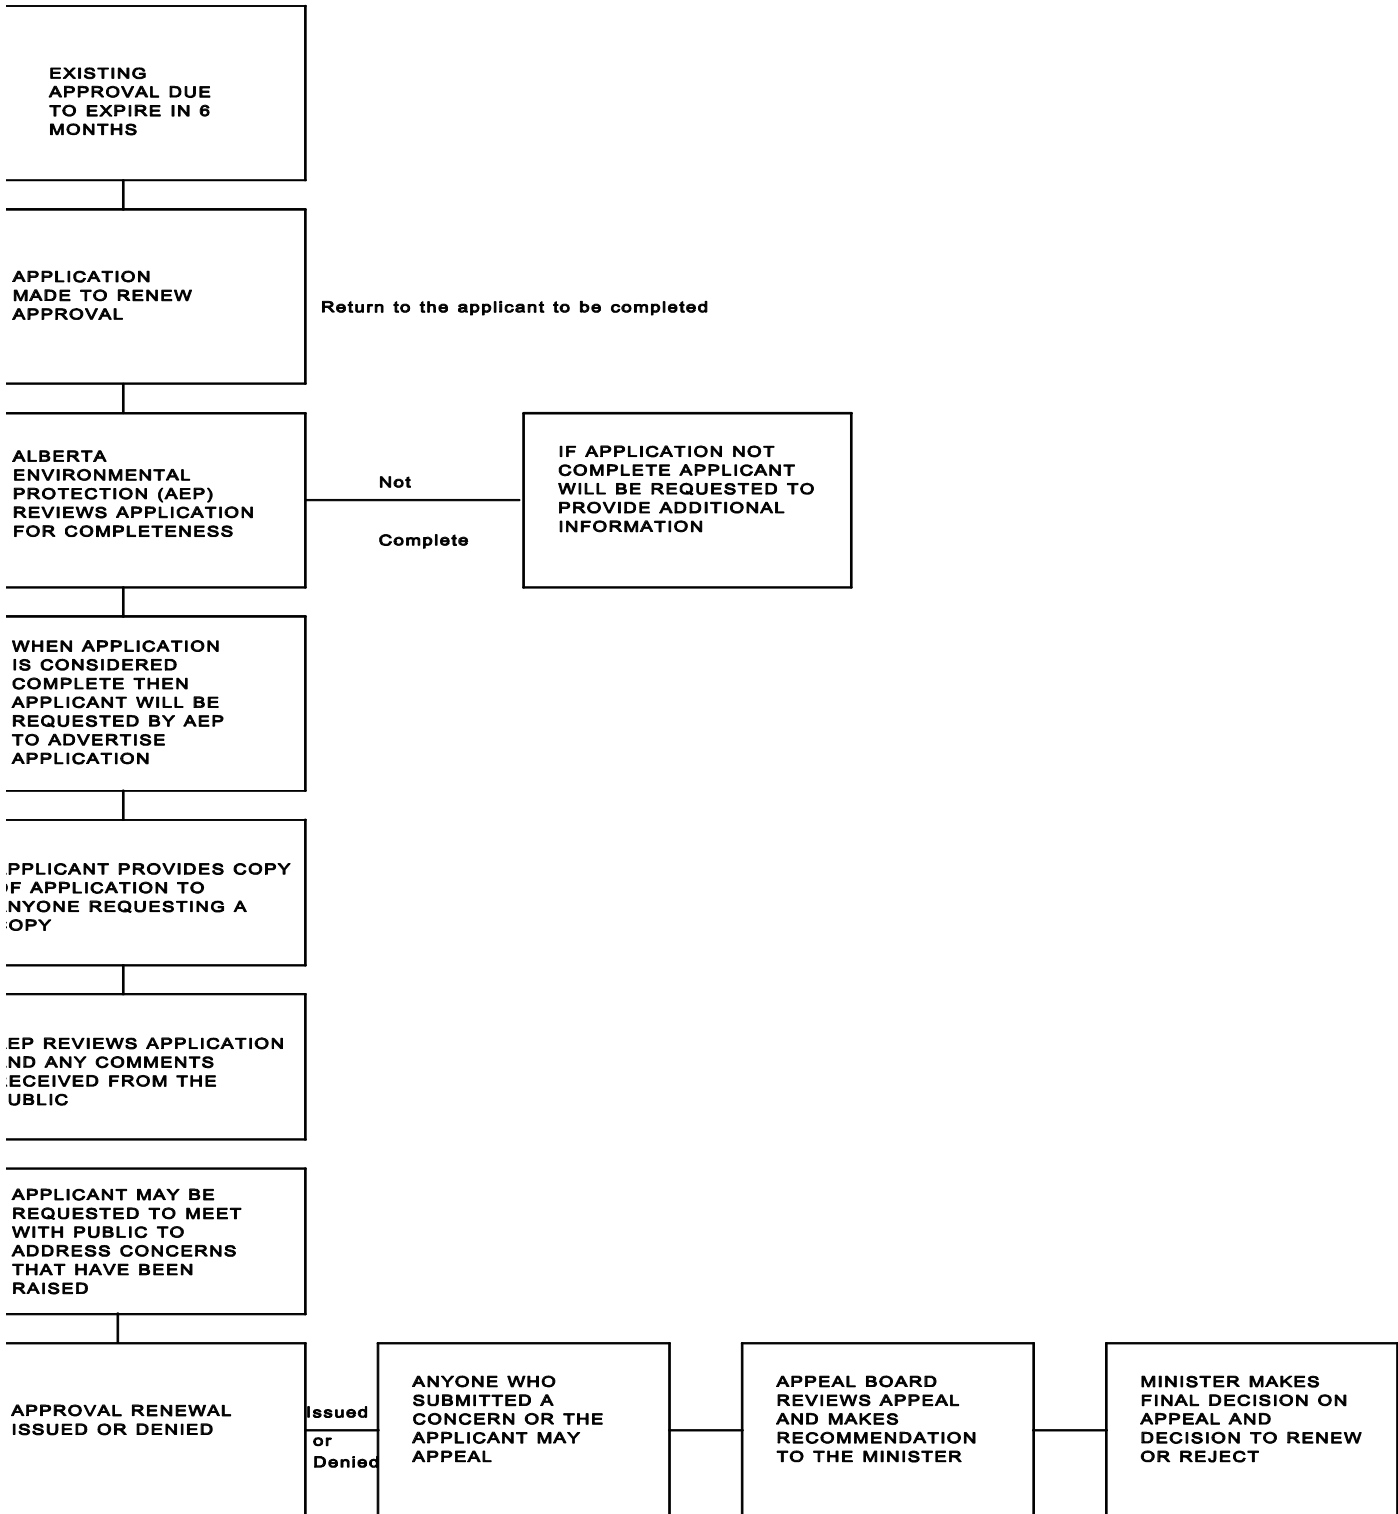 EXISTING
APPROVAL DUE
TO EXPIRE IN 6
MONTHS
APPLICATION
MADE TO RENEW
APPROVAL
Return to the applicant to be completed
ALBERTA
ENVIRONMENTAL
PROTECTION (AEP)
REVIEWS APPLICATION
FOR COMPLETENESS
Not
Complete
IF APPLICATION NOT
COMPLETE APPLICANT
WILL BE REQUESTED TO
PROVIDE ADDITIONAL
INFORMATION
WHEN APPLICATION
IS CONSIDERED
COMPLETE THEN
APPLICANT WILL BE
REQUESTED BY AEP
TO ADVERTISE
APPLICATION
PPLICANT PROVIDES COPY
F APPLICATION TO
NYONE REQUESTING A
OPY
EP REVIEWS APPLICATION
ND ANY COMMENTS
ECEIVED FROM THE
UBLIC
APPLICANT MAY BE
REQUESTED TO MEET
WITH PUBLIC TO
ADDRESS CONCERNS
THAT HAVE BEEN
RAISED
APPROVAL RENEWAL
ISSUED OR DENIED
Issued
or
Denied
ANYONE WHO
SUBMITTED A
CONCERN OR THE
APPLICANT MAY
APPEAL
APPEAL BOARD
REVIEWS APPEAL
AND MAKES
RECOMMENDATION
TO THE MINISTER
MINISTER MAKES
FINAL DECISION ON
APPEAL AND
DECISION TO RENEW
OR REJECT